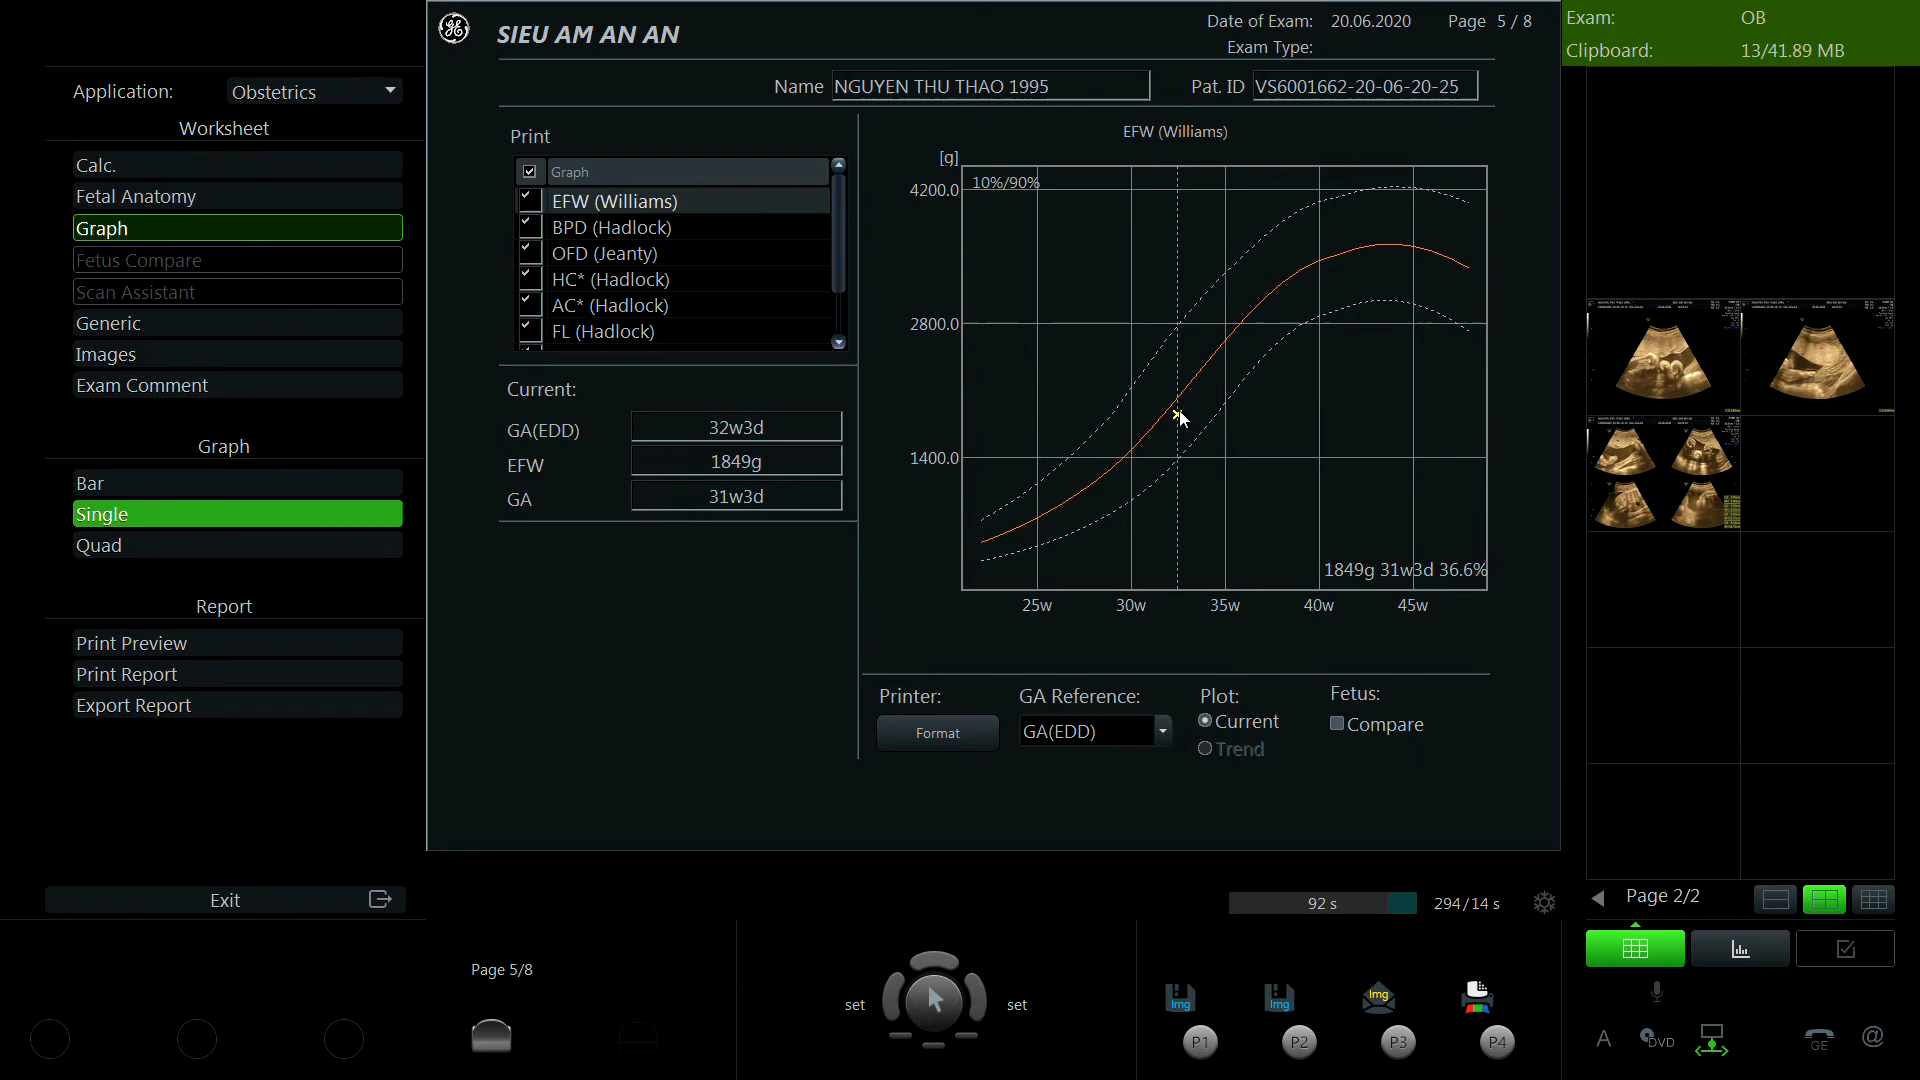 SIEU AM AN AN
Date of Exam: 20.06.2020 Page 5 / 8
Exam Type:
Name NGUYEN THU THAO 1995 Pat. ID VS6001662-20-06-20-25
Exam: OB
Clipboard: 13/41.89 MB
Application: Obstetrics
Worksheet
Calc.
Fetal Anatomy
Graph
Fetus Compare
Scan Assistant
Generic
Images
Exam Comment
Graph
Bar
Single
Quad
Report
Print Preview
Print Report
Export Report
Exit
Print
Graph
EFW (Williams)
BPD (Hadlock)
OFD (Jeanty)
HC* (Hadlock)
AC* (Hadlock)
FL (Hadlock)
Current:
GA(EDD) 32w3d
EFW 1849g
GA 31w3d
EFW (Williams)
[g]
10%/90%
4200.0
2800.0
1400.0
1849g 31w3d 36.6%
25w 30w 35w 40w 45w
Printer: GA Reference: Plot: Fetus:
Format GA(EDD) Current Compare
Trend
92 s 294/14 s
Page 2/2
Page 5/8
set set
Img Img Img
P1 P2 P3 P4
A DVD GE @